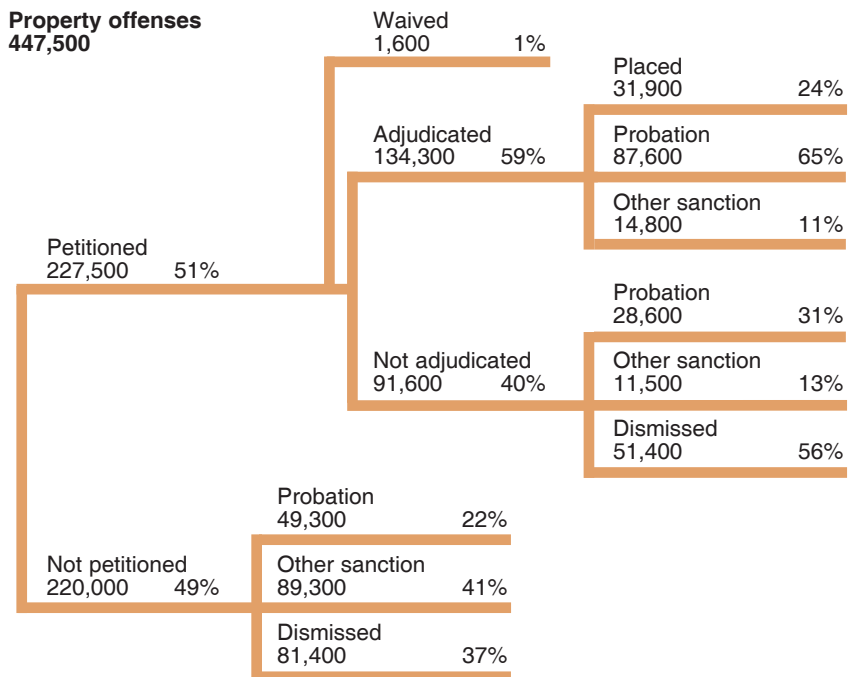 Property offenses
447,500
Waived
1,600 1%
Adjudicated
134,300 59%
Placed
31,900 24%
Probation
87,600 65%
Other sanction
14,800 11%
Petitioned
227,500 51%
Not adjudicated
91,600 40%
Probation
28,600 31%
Other sanction
11,500 13%
Dismissed
51,400 56%
Not petitioned
220,000 49%
Probation
49,300 22%
Other sanction
89,300 41%
Dismissed
81,400 37%